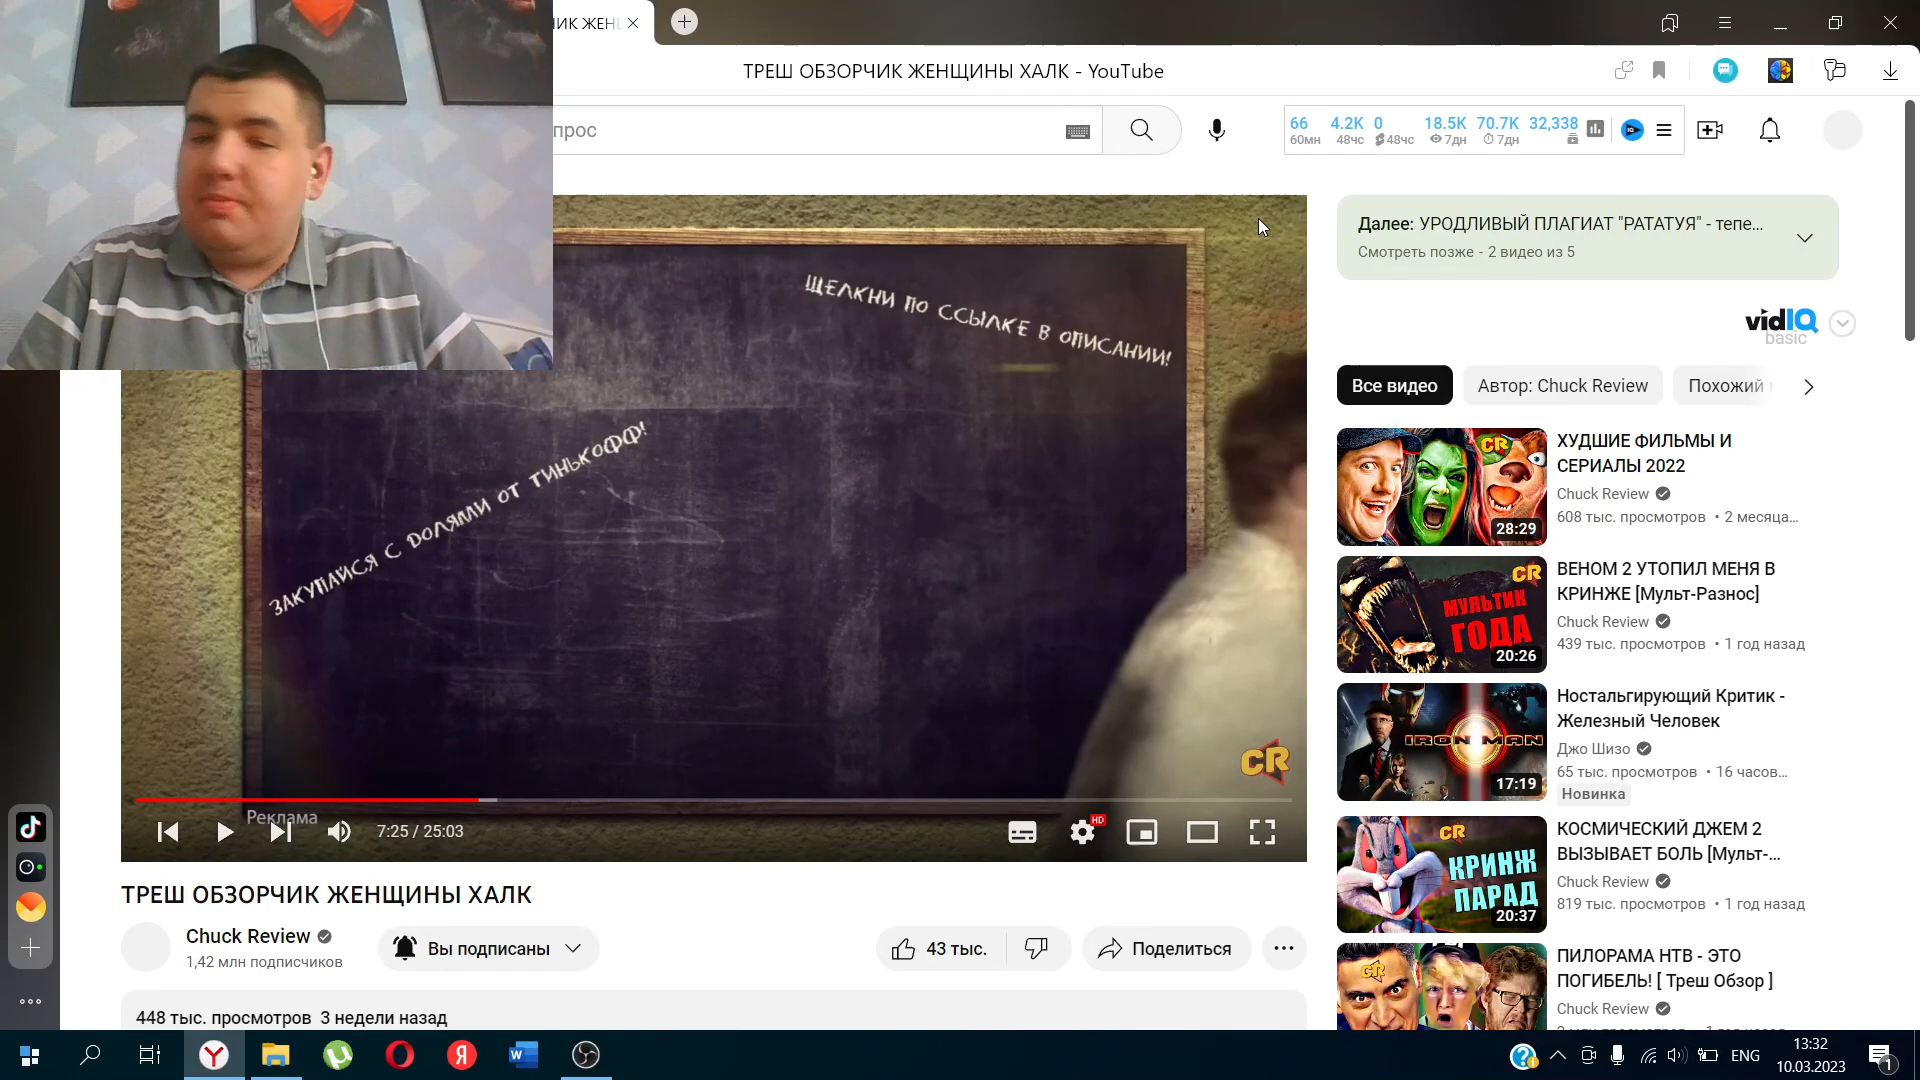 ИК ЖЕН
ТРЕШ ОБЗОРЧИК ЖЕНЩИНЫ ХАЛК - YouTube
прос
66 4.2K 0 18.5K 70.7K 32,338
60мн 48чс 48чс 7дн 7дн
ЩЕЛКНИ ПО ССЫЛКЕ В ОПИСАНИИ!
ЗАКУПАЙСЯ С ДОЛЯМИ ОТ ТИНЬКОФФ!
CR
Реклама
7:25 / 25:03
HD
ТРЕШ ОБЗОРЧИК ЖЕНЩИНЫ ХАЛК
Chuck Review
1,42 млн подписчиков
Вы подписаны
43 тыс.
Поделиться
448 тыс. просмотров 3 недели назад
Далее: УРОДЛИВЫЙ ПЛАГИАТ "РАТАТУЯ" - тепе...
Смотреть позже - 2 видео из 5
vidIQ
basic
Все видео
Автор: Chuck Review
Похожий
CR
28:29
ХУДШИЕ ФИЛЬМЫ И
СЕРИАЛЫ 2022
Chuck Review
608 тыс. просмотров • 2 месяца...
CR
МУЛЬТИК
ГОДА
20:26
ВЕНОМ 2 УТОПИЛ МЕНЯ В
КРИНЖЕ [Мульт-Разнос]
Chuck Review
439 тыс. просмотров • 1 год назад
IRON MAN
17:19
Ностальгирующий Критик -
Железный Человек
Джо Шизо
65 тыс. просмотров • 16 часов...
Новинка
CR
КРИНЖ
ПАРАД
20:37
КОСМИЧЕСКИЙ ДЖЕМ 2
ВЫЗЫВАЕТ БОЛЬ [Мульт-...
Chuck Review
819 тыс. просмотров • 1 год назад
CR
ПИЛОРАМА НТВ - ЭТО
ПОГИБЕЛЬ! [ Треш Обзор ]
Chuck Review
ENG
13:32
10.03.2023
1